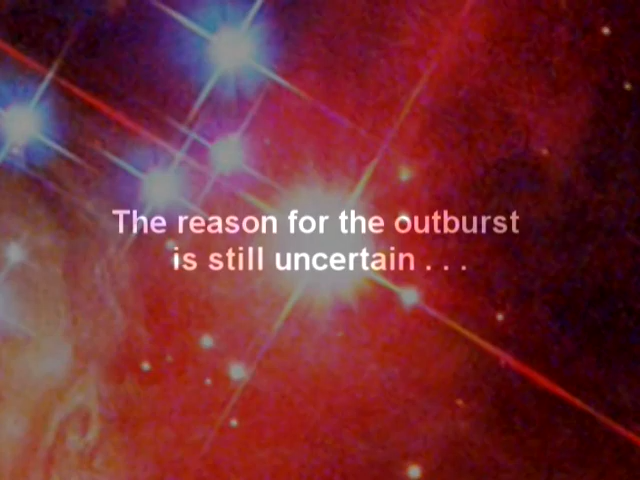 The reason for the outburst
is still uncertain . . .